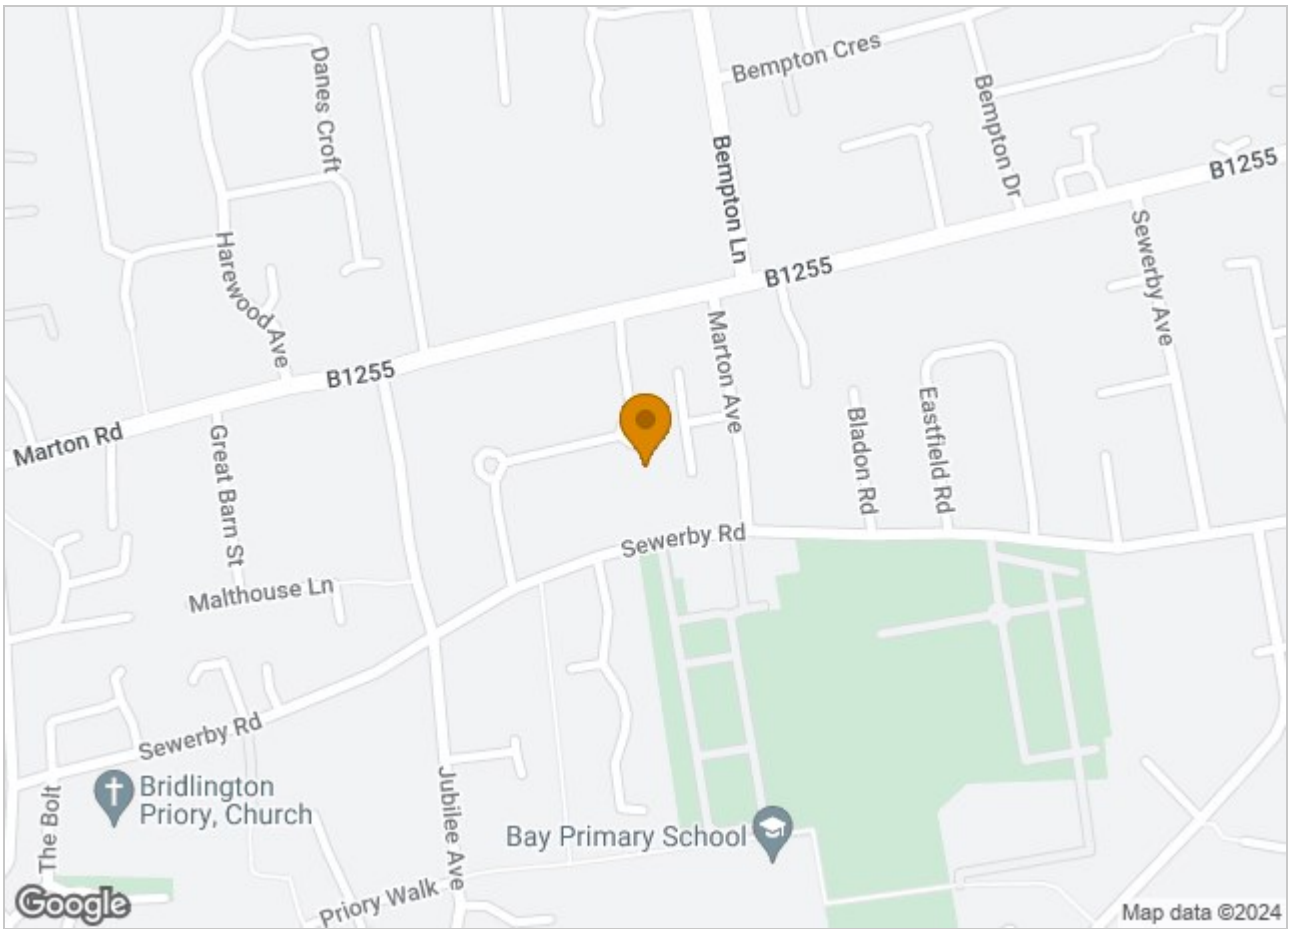 Danes Croft
Bempton Cres
Bempton Dr
Bempton Ln
B1255
Sewerby Ave
Harewood Ave
B1255
Marton Ave
B1255
Marton Rd
Great Barn St
Bladon Rd
Eastfield Rd
Sewerby Rd
Malthouse Ln
Sewerby Rd
Bridlington
Priory, Church
The Bolt
Jubilee Ave
Bay Primary School
Priory Walk
Google
Map data ©2024